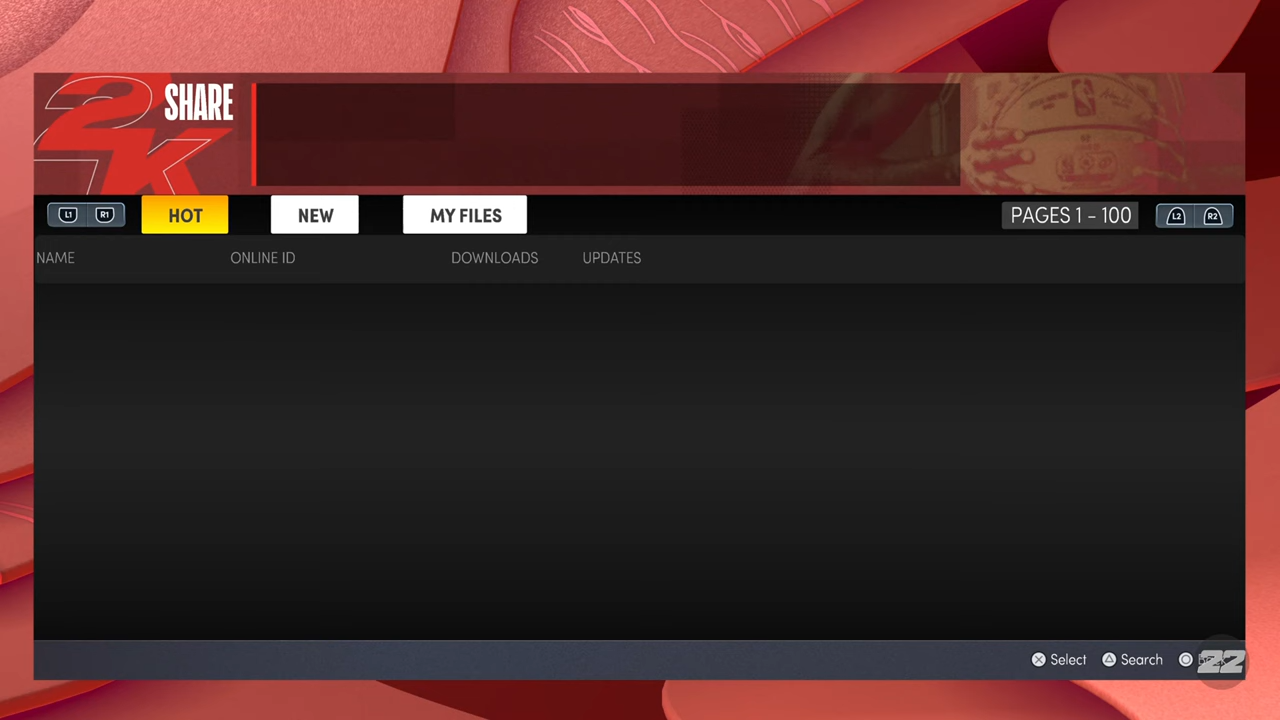 2K SHARE
L1 R1 HOT NEW MY FILES PAGES 1 - 100 L2 R2
NAME ONLINE ID DOWNLOADS UPDATES
Select Search 22